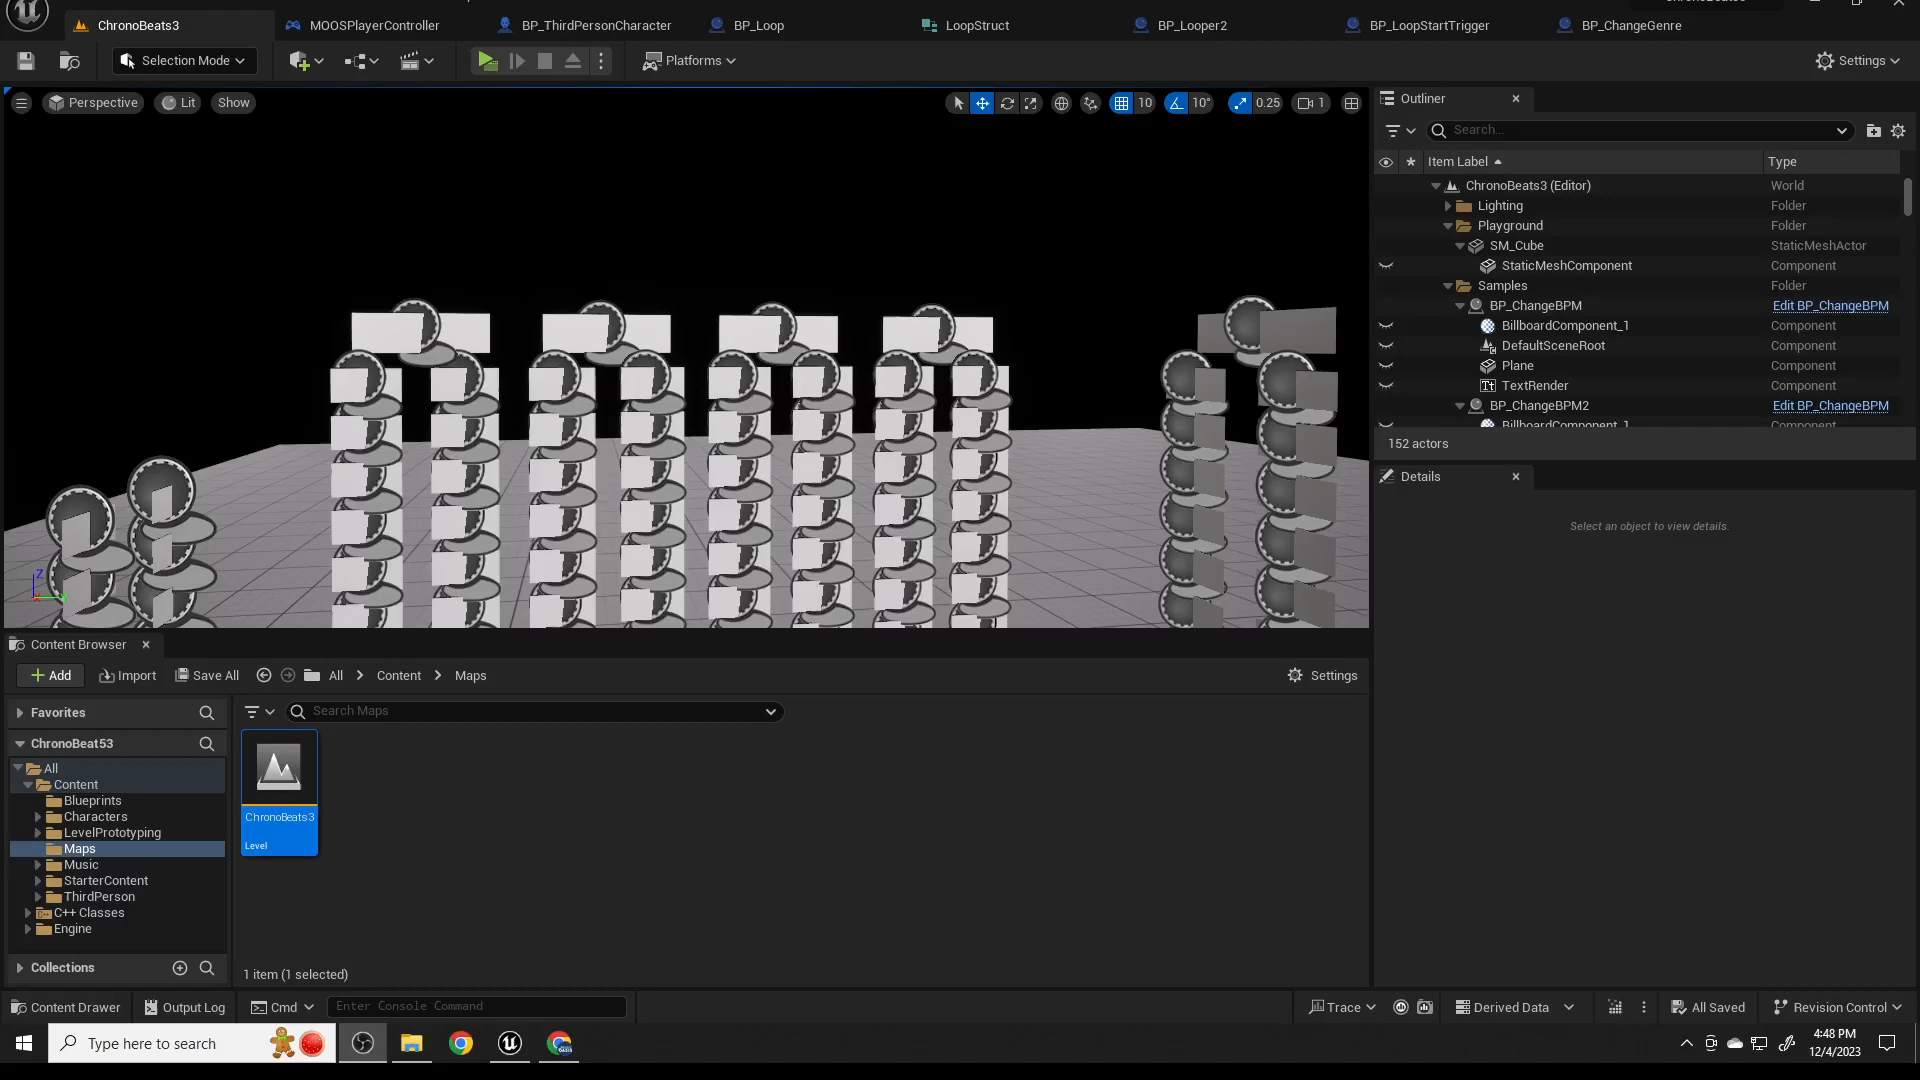 ChronoBeats3
MOOSPlayerController
BP_ThirdPersonCharacter
BP_Loop
LoopStruct
BP_Looper2
BP_LoopStartTrigger
BP_ChangeGenre
Selection Mode
Platforms
Settings
Perspective
Lit
Show
10
10°
0.25
1
Outliner
Search...
Item Label
Type
ChronoBeats3 (Editor)
World
Lighting
Folder
Playground
Folder
SM_Cube
StaticMeshActor
StaticMeshComponent
Component
Samples
Folder
BP_ChangeBPM
Edit BP_ChangeBPM
BillboardComponent_1
Component
DefaultSceneRoot
Component
Plane
Component
TextRender
Component
BP_ChangeBPM2
Edit BP_ChangeBPM
BillboardComponent_1
Component
152 actors
Details
Select an object to view details.
Z
Content Browser
Add
Import
Save All
All
Content
Maps
Settings
Favorites
Search Maps
ChronoBeat53
All
Content
Blueprints
Characters
LevelPrototyping
Maps
Music
StarterContent
ThirdPerson
C++ Classes
Engine
ChronoBeats3
Level
Collections
1 item (1 selected)
Content Drawer
Output Log
Cmd
Enter Console Command
Trace
Derived Data
All Saved
Revision Control
Type here to search
4:48 PM
12/4/2023